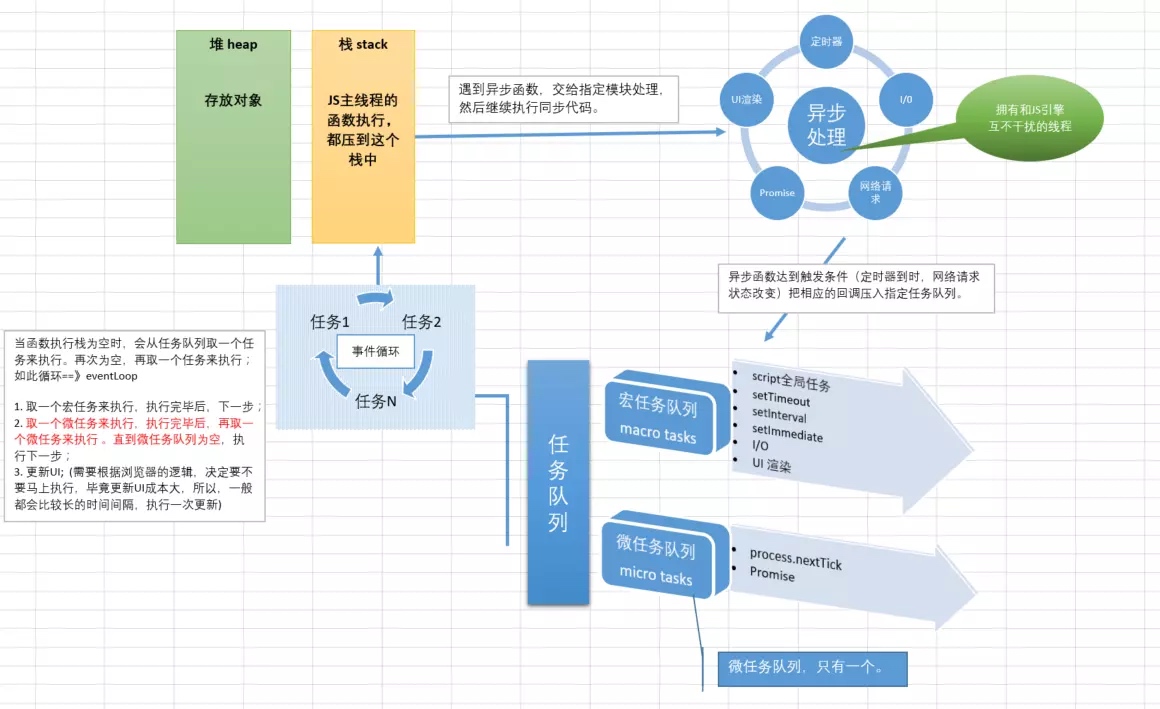 堆 heap
存放对象
栈 stack
JS主线程的
函数执行，
都压到这个
栈中
遇到异步函数，交给指定模块处理，
然后继续执行同步代码。
定时器
UI渲染
I/0
异步
处理
Promise
网络请
求
拥有和JS引擎
互不干扰的线程
异步函数达到触发条件（定时器到时，网络请求
状态改变）把相应的回调压入指定任务队列。
任务1
任务2
事件循环
任务N
当函数执行栈为空时，会从任务队列取一个任
务来执行。再次为空，再取一个任务来执行；
如此循环==》eventLoop
1. 取一个宏任务来执行，执行完毕后，下一步；
2. 取一个微任务来执行，执行完毕后，再取一
个微任务来执行 。直到微任务队列为空，执
行下一步；
3. 更新UI; (需要根据浏览器的逻辑，决定要不
要马上执行，毕竟更新UI成本大，所以，一般
都会比较长的时间间隔，执行一次更新)
任
务
队
列
宏任务队列
macro tasks
• script全局任务
• setTimeout
• setInterval
• setImmediate
• I/O
• UI 渲染
微任务队列
micro tasks
• process.nextTick
• Promise
微任务队列，只有一个。